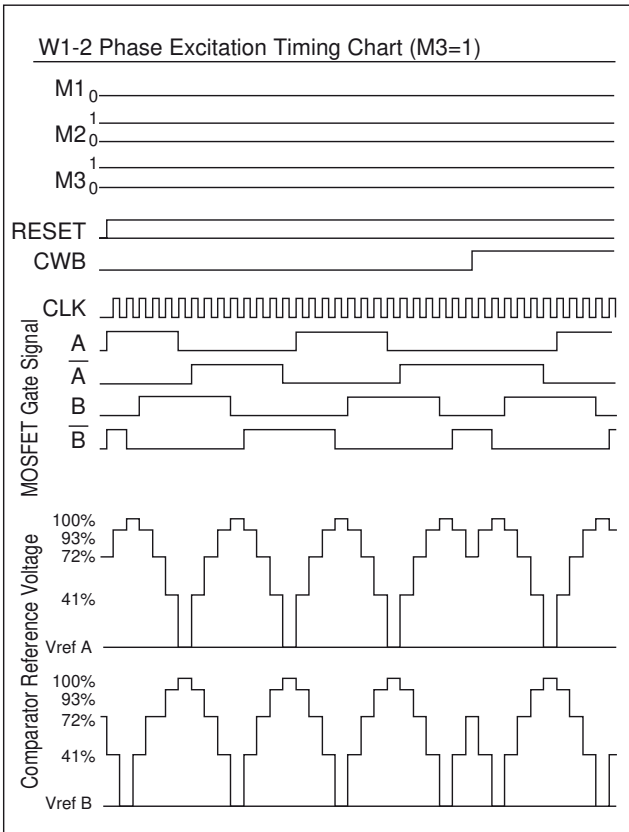 W1-2 Phase Excitation Timing Chart (M3=1)
M1 0
1
M2 0
1
M3 0
RESET
CWB
CLK
MOSFET Gate Signal
A
A̅
B
B̅
Comparator Reference Voltage
100%
93%
72%
41%
Vref A
100%
93%
72%
41%
Vref B